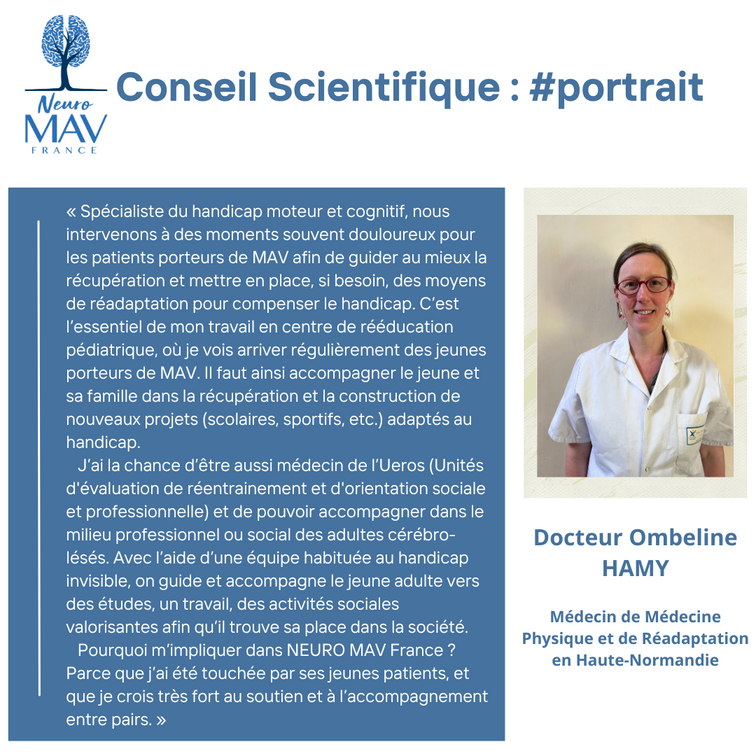 Neuro
MAV
FRANCE
Conseil Scientifique : #portrait
« Spécialiste du handicap moteur et cognitif, nous
intervenons à des moments souvent douloureux pour
les patients porteurs de MAV afin de guider au mieux la
récupération et mettre en place, si besoin, des moyens
de réadaptation pour compenser le handicap. C’est
l’essentiel de mon travail en centre de rééducation
pédiatrique, où je vois arriver régulièrement des jeunes
porteurs de MAV. Il faut ainsi accompagner le jeune et
sa famille dans la récupération et la construction de
nouveaux projets (scolaires, sportifs, etc.) adaptés au
handicap.
J’ai la chance d’être aussi médecin de l’Ueros (Unités
d'évaluation de réentrainement et d'orientation sociale
et professionnelle) et de pouvoir accompagner dans le
milieu professionnel ou social des adultes cérébro-
lésés. Avec l’aide d’une équipe habituée au handicap
invisible, on guide et accompagne le jeune adulte vers
des études, un travail, des activités sociales
valorisantes afin qu’il trouve sa place dans la société.
Pourquoi m’impliquer dans NEURO MAV France ?
Parce que j’ai été touchée par ses jeunes patients, et
que je crois très fort au soutien et à l’accompagnement
entre pairs. »
Docteur Ombeline
HAMY
Médecin de Médecine
Physique et de Réadaptation
en Haute-Normandie